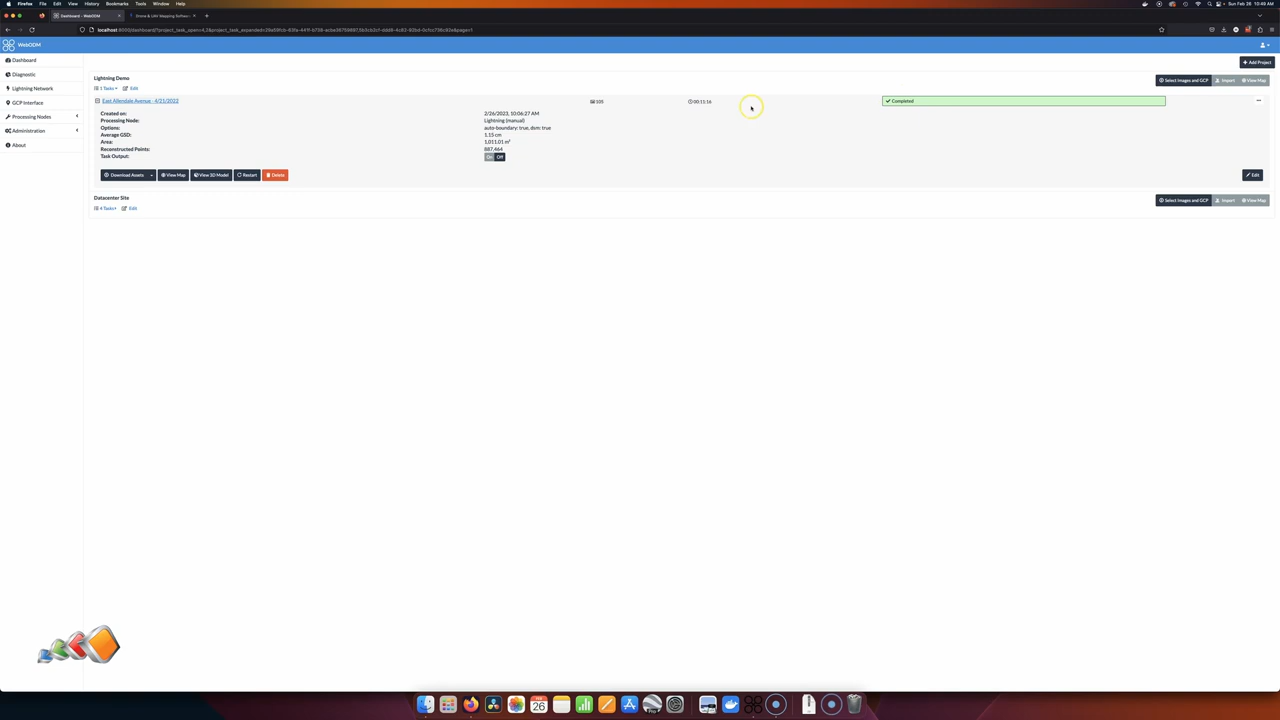 Firefox File Edit View History Bookmarks Tools Window Help Sun Feb 26 10:48 AM
Dashboard - WebODM Drone & UAV Mapping Software
WebODM
Dashboard
Diagnostic
Lightning Network
GCP Interface
Processing Nodes
Administration
About
Add Project
Lightning Demo
1 Tasks Edit
Select Images and GCP Import View Map
East Allendale Avenue - 4/21/2022 105 00:11:16 Completed
Created on: 2/26/2023, 10:06:27 AM
Processing Node: Lightning (manual)
Options: auto-boundary: true, dsm: true
Average GSD: 1.15 cm
Area: 1,011.01 m²
Reconstructed Points: 887,464
Task Output: On Off
Download Assets View Map View 3D Model Restart Delete Edit
Datacenter Site
4 Tasks Edit
Select Images and GCP Import View Map
FEB
26
Pro